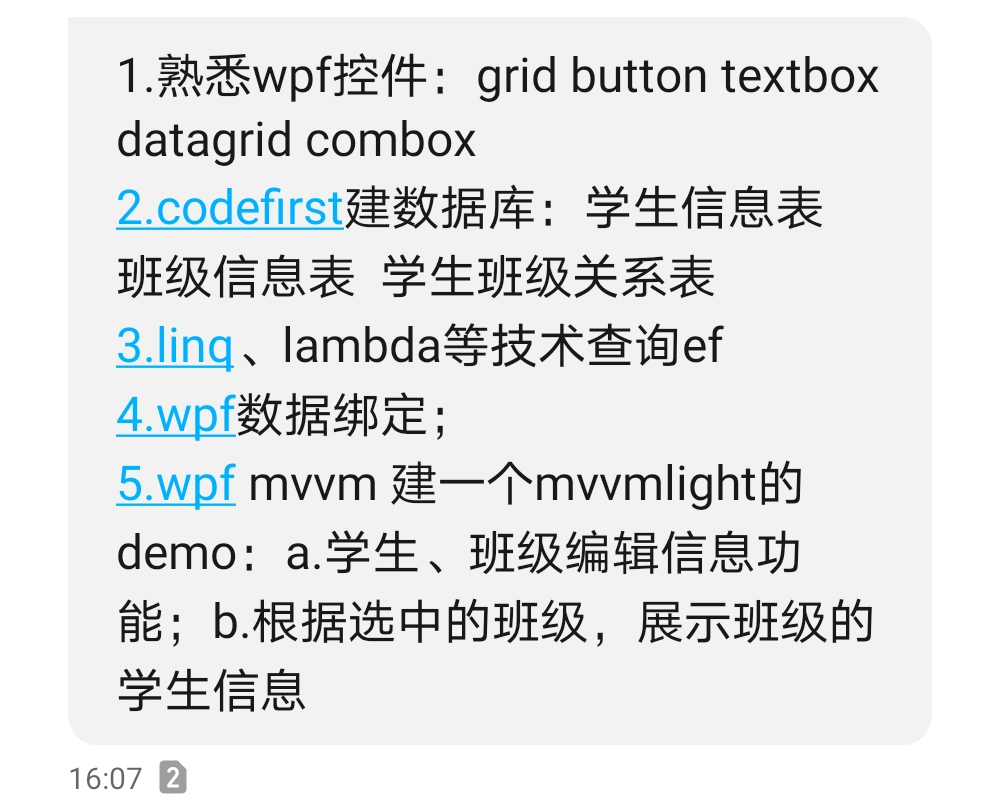 1.熟悉wpf控件：grid button textbox
datagrid combox
2.codefirst建数据库：学生信息表
班级信息表 学生班级关系表
3.linq、lambda等技术查询ef
4.wpf数据绑定；
5.wpf mvvm 建一个mvvmlight的
demo：a.学生、班级编辑信息功
能；b.根据选中的班级，展示班级的
学生信息
16:07 2